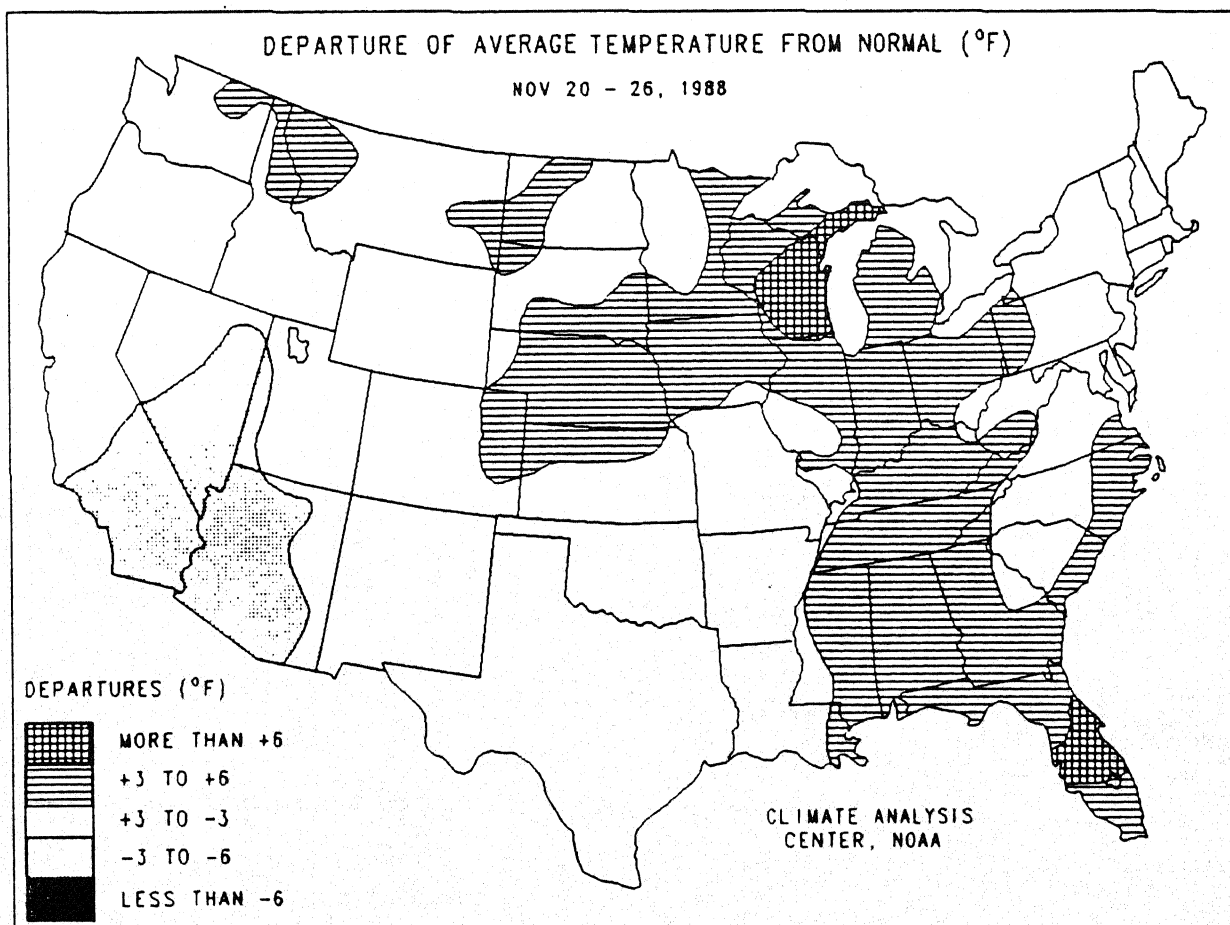 DEPARTURE OF AVERAGE TEMPERATURE FROM NORMAL (°F)
NOV 20 - 26, 1988
DEPARTURES (°F)
MORE THAN +6
+3 TO +6
+3 TO -3
-3 TO -6
LESS THAN -6
CLIMATE ANALYSIS
CENTER, NOAA